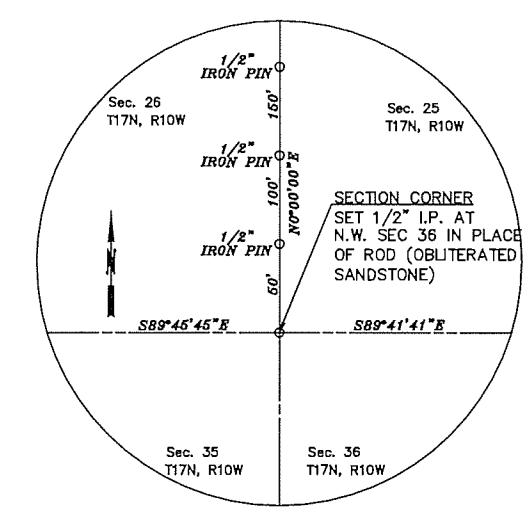 1/2"
IRON PIN
Sec. 26
T17N, R10W
150'
Sec. 25
T17N, R10W
1/2"
IRON PIN
100'
N0°00'00"E
1/2"
IRON PIN
50'
N
SECTION CORNER
SET 1/2" I.P. AT
N.W. SEC 36 IN PLACE
OF ROD (OBLITERATED
SANDSTONE)
S89°45'45"E
S89°41'41"E
Sec. 35
T17N, R10W
Sec. 36
T17N, R10W